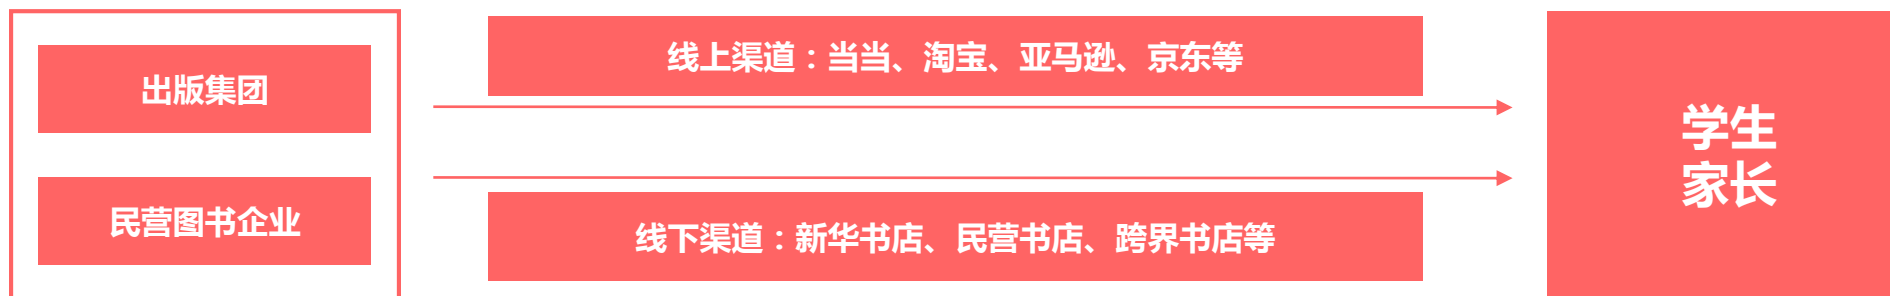 出版集团
民营图书企业
线上渠道：当当、淘宝、亚马逊、京东等
线下渠道：新华书店、民营书店、跨界书店等
学生
家长